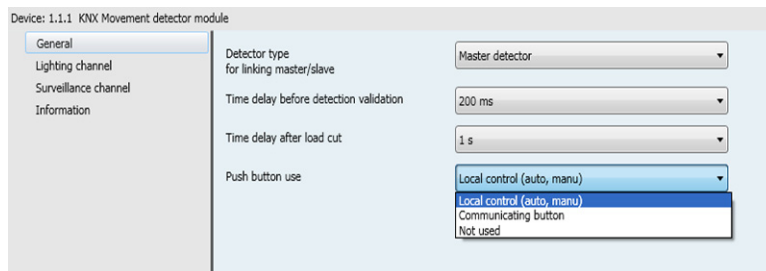 Device: 1.1.1 KNX Movement detector module
General
Lighting channel
Surveillance channel
Information
Detector type
for linking master/slave
Master detector
Time delay before detection validation
200 ms
Time delay after load cut
1 s
Push button use
Local control (auto, manu)
Local control (auto, manu)
Communicating button
Not used